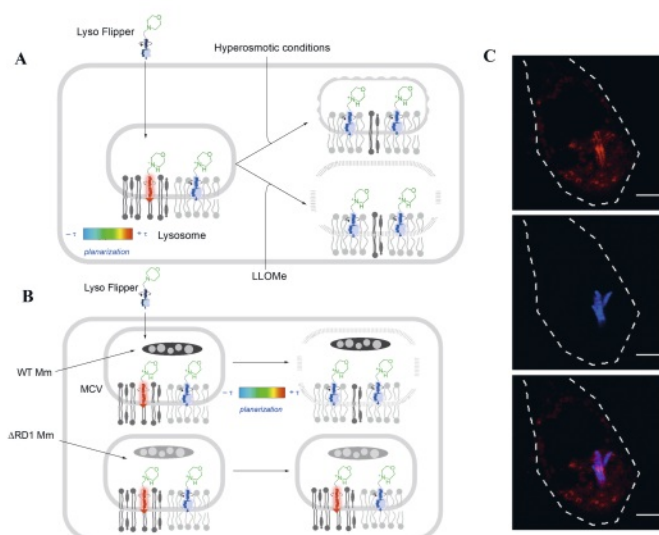 Lyso Flipper
Hyperosmotic conditions
A
C
Lysosome
planarization
LLOMe
B
Lyso Flipper
WT Mm
MCV
planarization
ΔRD1 Mm